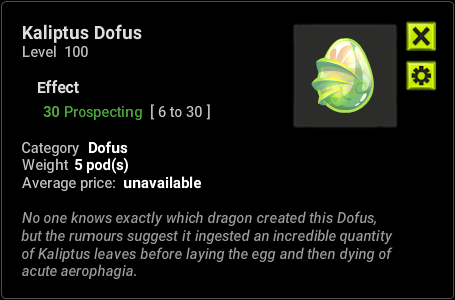 Kaliptus Dofus
Level 100
Effect
30 Prospecting [ 6 to 30 ]
Category Dofus
Weight 5 pod(s)
Average price: unavailable
No one knows exactly which dragon created this Dofus,
but the rumours suggest it ingested an incredible quantity
of Kaliptus leaves before laying the egg and then dying of
acute aerophagia.